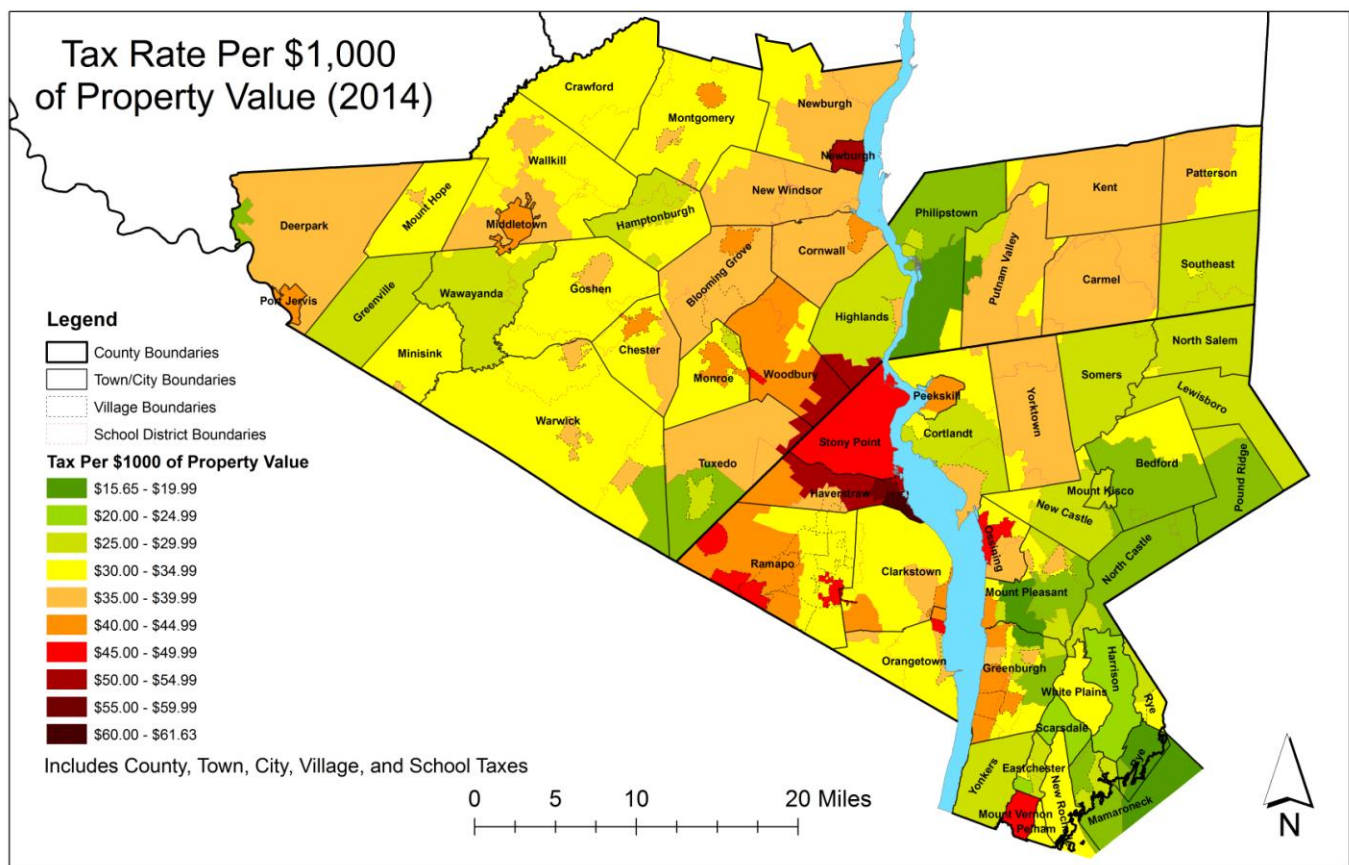 Tax Rate Per $1,000
of Property Value (2014)
Crawford
Montgomery
Newburgh
Wallkill
Newburgh
Kent
Patterson
Deerpark
Mount Hope
Middletown
Hamptonburgh
New Windsor
Philipstown
Port Jervis
Greenville
Wawayanda
Goshen
Blooming Grove
Cornwall
Putnam Valley
Carmel
Southeast
Highlands
Minisink
Chester
Monroe
Woodbury
North Salem
Somers
Lewisboro
Peekskill
Yorktown
Warwick
Stony Point
Cortlandt
Tuxedo
Haverstraw
Bedford
Pound Ridge
Mount Kisco
New Castle
Ossining
North Castle
Ramapo
Clarkstown
Mount Pleasant
Orangetown
Greenburgh
Harrison
White Plains
Rye
Scarsdale
Rye
Yonkers
Eastchester
New Rochelle
Mamaroneck
Mount Vernon
Pelham
Legend
County Boundaries
Town/City Boundaries
Village Boundaries
School District Boundaries
Tax Per $1000 of Property Value
$15.65 - $19.99
$20.00 - $24.99
$25.00 - $29.99
$30.00 - $34.99
$35.00 - $39.99
$40.00 - $44.99
$45.00 - $49.99
$50.00 - $54.99
$55.00 - $59.99
$60.00 - $61.63
Includes County, Town, City, Village, and School Taxes
0 5 10 20 Miles
N